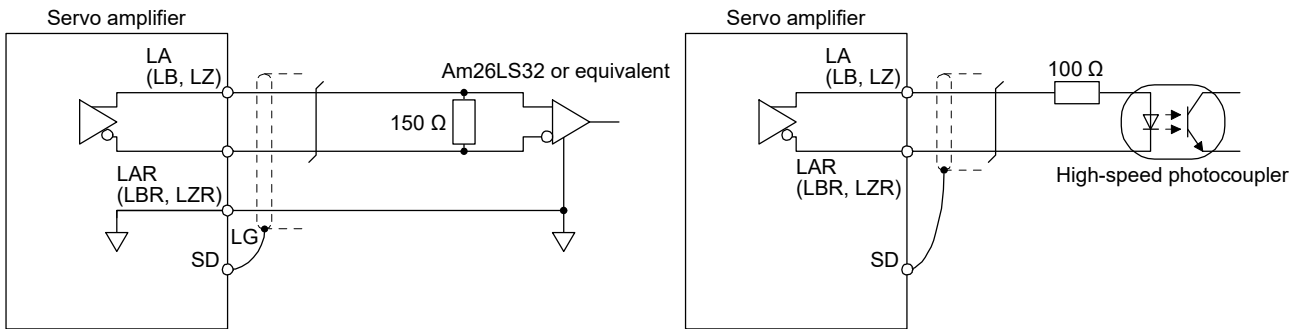 Servo amplifier
LA
(LB, LZ)
Am26LS32 or equivalent
150 Ω
LAR
(LBR, LZR)
LG
SD
Servo amplifier
LA
(LB, LZ)
100 Ω
LAR
(LBR, LZR)
High-speed photocoupler
SD